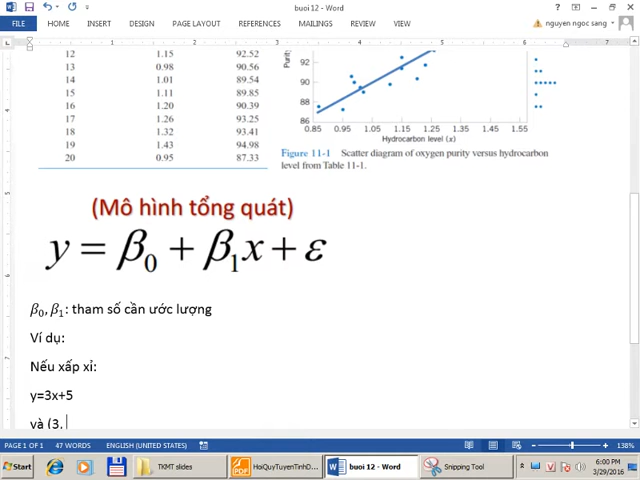 buoi 12 - Word
FILE HOME INSERT DESIGN PAGE LAYOUT REFERENCES MAILINGS REVIEW VIEW nguyen ngoc sang
12 1.15 92.52
13 0.98 90.56
14 1.01 89.54
15 1.11 89.85
16 1.20 90.39
17 1.26 93.25
18 1.32 93.41
19 1.43 94.98
20 0.95 87.33
Purity
92
90
88
86
0.85 0.95 1.05 1.15 1.25 1.35 1.45 1.55
Hydrocarbon level (x)
Figure 11-1 Scatter diagram of oxygen purity versus hydrocarbon
level from Table 11-1.
(Mô hình tổng quát)
y = β0 + β1x + ε
β0, β1: tham số cần ước lượng
Ví dụ:
Nếu xấp xỉ:
y=3x+5
và (3,
PAGE 1 OF 1 47 WORDS ENGLISH (UNITED STATES) 138%
Start TKMT slides HoiQuyTuyenTinhD... buoi 12 - Word Snipping Tool 6:00 PM
3/29/2016